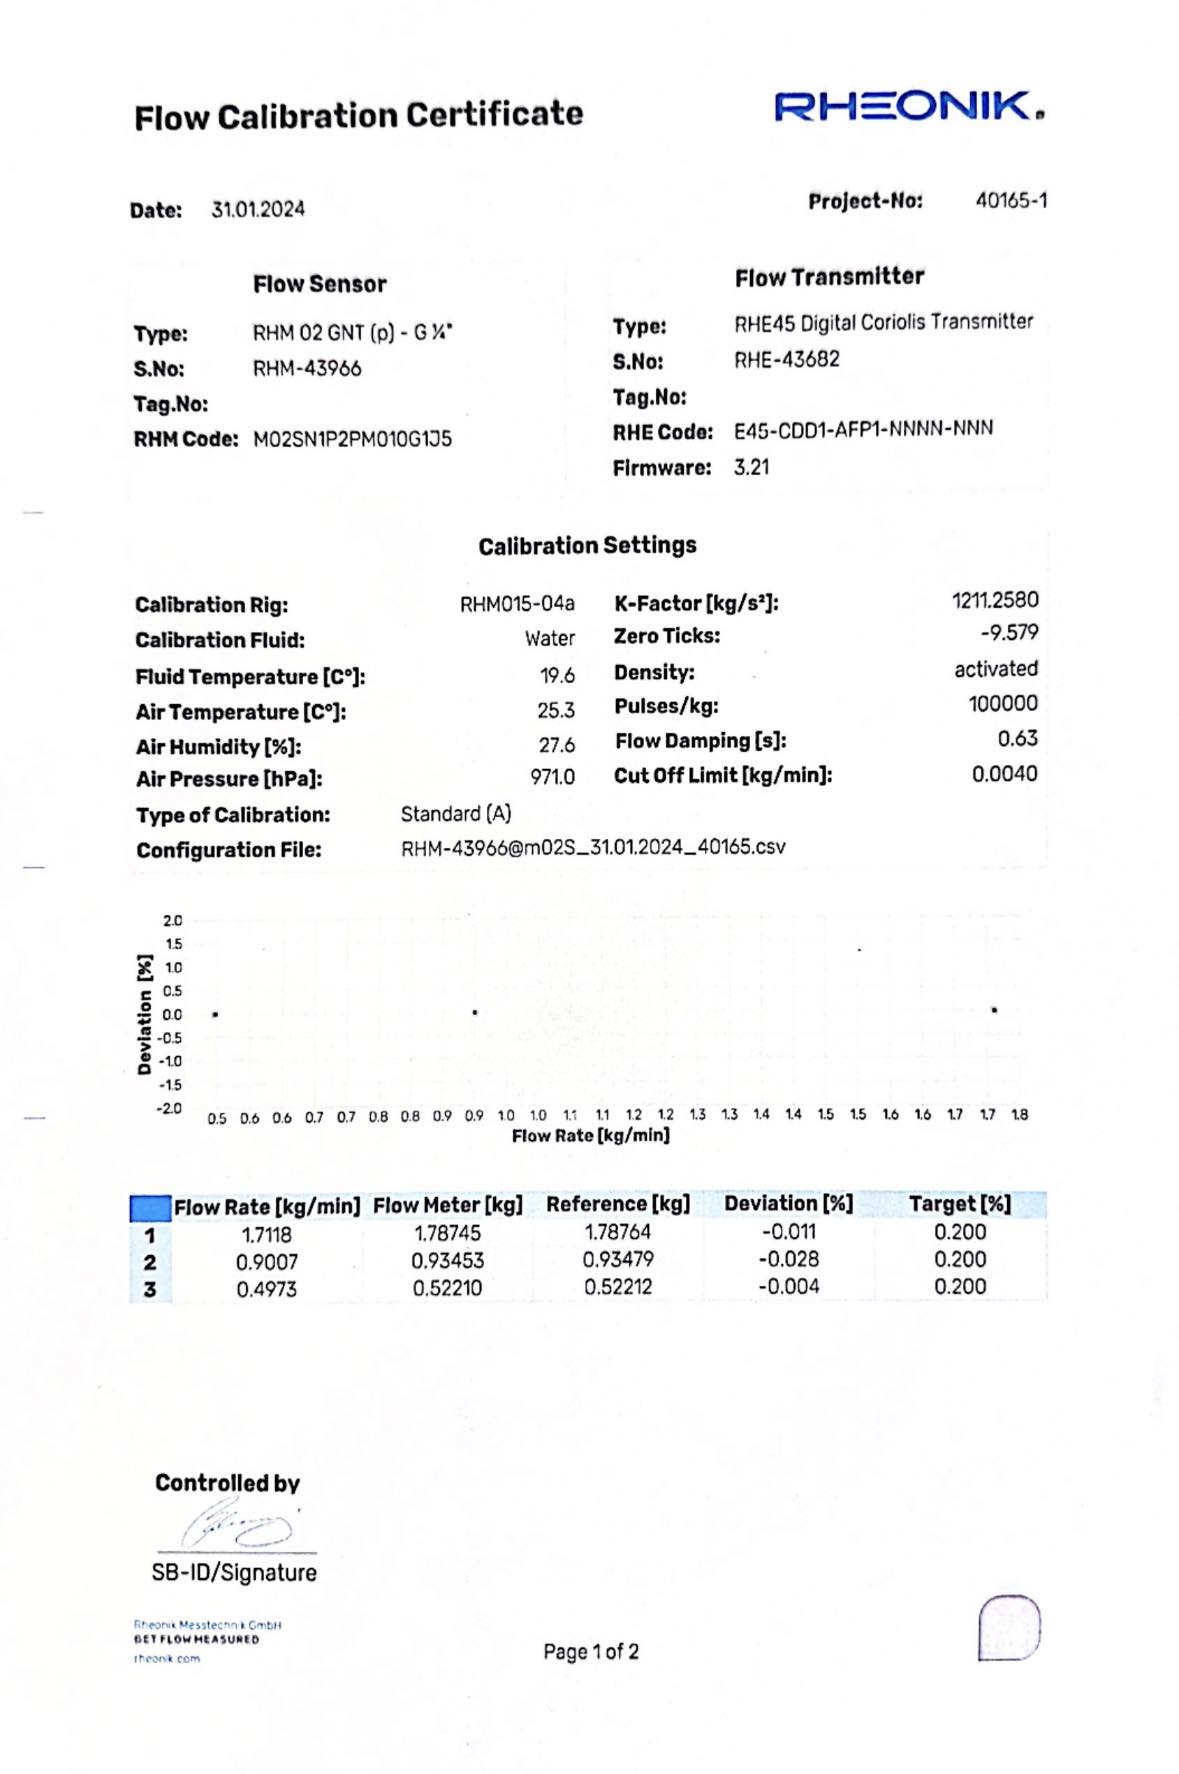 Flow Calibration Certificate
RHEONIK.
Date: 31.01.2024
Project-No: 40165-1
Flow Sensor
Type: RHM 02 GNT (p) - G ¼"
S.No: RHM-43966
Tag.No:
RHM Code: M02SN1P2PM010G1J5
Flow Transmitter
Type: RHE45 Digital Coriolis Transmitter
S.No: RHE-43682
Tag.No:
RHE Code: E45-CDD1-AFP1-NNNN-NNN
Firmware: 3.21
Calibration Settings
Calibration Rig: RHM015-04a
Calibration Fluid: Water
Fluid Temperature [C°]: 19.6
Air Temperature [C°]: 25.3
Air Humidity [%]: 27.6
Air Pressure [hPa]: 971.0
K-Factor [kg/s²]: 1211.2580
Zero Ticks: -9.579
Density: activated
Pulses/kg: 100000
Flow Damping [s]: 0.63
Cut Off Limit [kg/min]: 0.0040
Type of Calibration: Standard (A)
Configuration File: RHM-43966@m02S_31.01.2024_40165.csv
Deviation [%]
2.0
1.5
1.0
0.5
0.0
-0.5
-1.0
-1.5
-2.0
0.5 0.6 0.6 0.7 0.7 0.8 0.8 0.9 0.9 1.0 1.0 1.1 1.1 1.2 1.2 1.3 1.3 1.4 1.4 1.5 1.5 1.6 1.6 1.7 1.7 1.8
Flow Rate [kg/min]
Flow Rate [kg/min] Flow Meter [kg] Reference [kg] Deviation [%] Target [%]
1 1.7118 1.78745 1.78764 -0.011 0.200
2 0.9007 0.93453 0.93479 -0.028 0.200
3 0.4973 0.52210 0.52212 -0.004 0.200
Controlled by
SB-ID/Signature
Rheonik Messtechnik GmbH
GET FLOW MEASURED
rheonik.com
Page 1 of 2